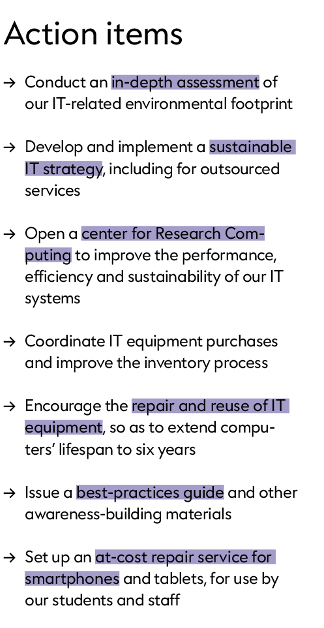 Action items
→ Conduct an in-depth assessment of
our IT-related environmental footprint
→ Develop and implement a sustainable
IT strategy, including for outsourced
services
→ Open a center for Research Com-
puting to improve the performance,
efficiency and sustainability of our IT
systems
→ Coordinate IT equipment purchases
and improve the inventory process
→ Encourage the repair and reuse of IT
equipment, so as to extend compu-
ters’ lifespan to six years
→ Issue a best-practices guide and other
awareness-building materials
→ Set up an at-cost repair service for
smartphones and tablets, for use by
our students and staff